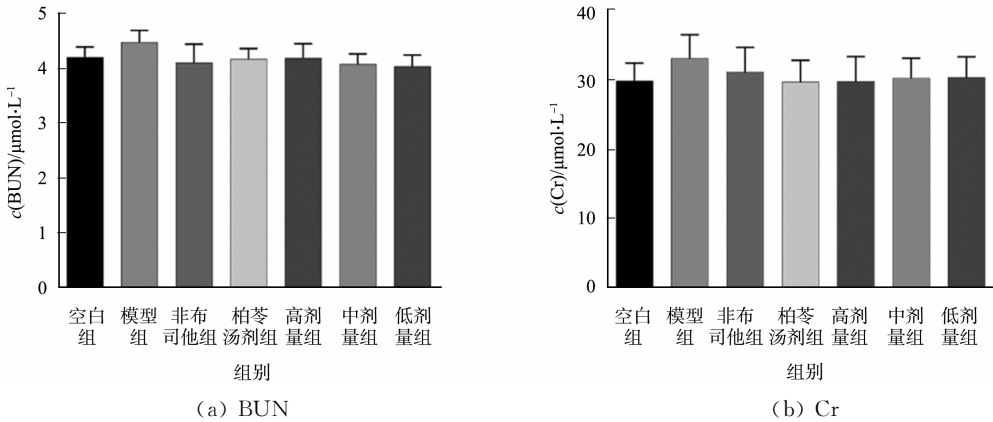 5
4
3
2
1
0
c(BUN)/μmol·L⁻¹
空白组
模型组
非布司他组
柏苓汤剂组
高剂量组
中剂量组
低剂量组
组别
(a) BUN
40
30
20
10
0
c(Cr)/μmol·L⁻¹
空白组
模型组
非布司他组
柏苓汤剂组
高剂量组
中剂量组
低剂量组
组别
(b) Cr